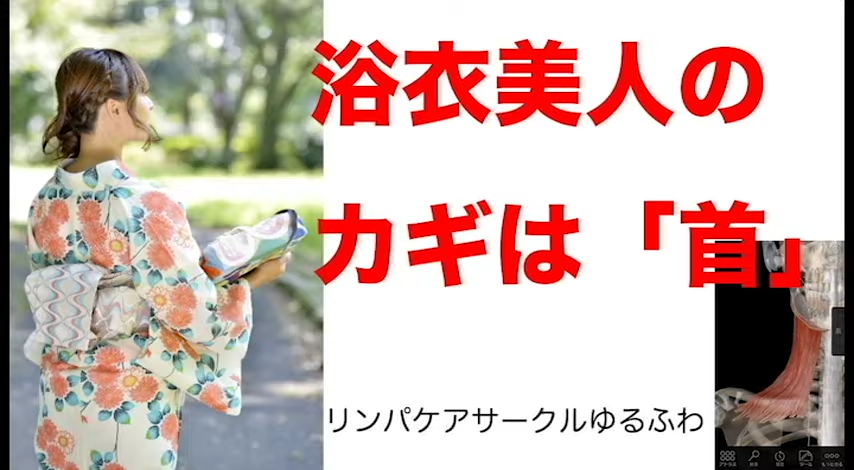 浴衣美人の
カギは「首」
リンパケアサークルゆるふわ